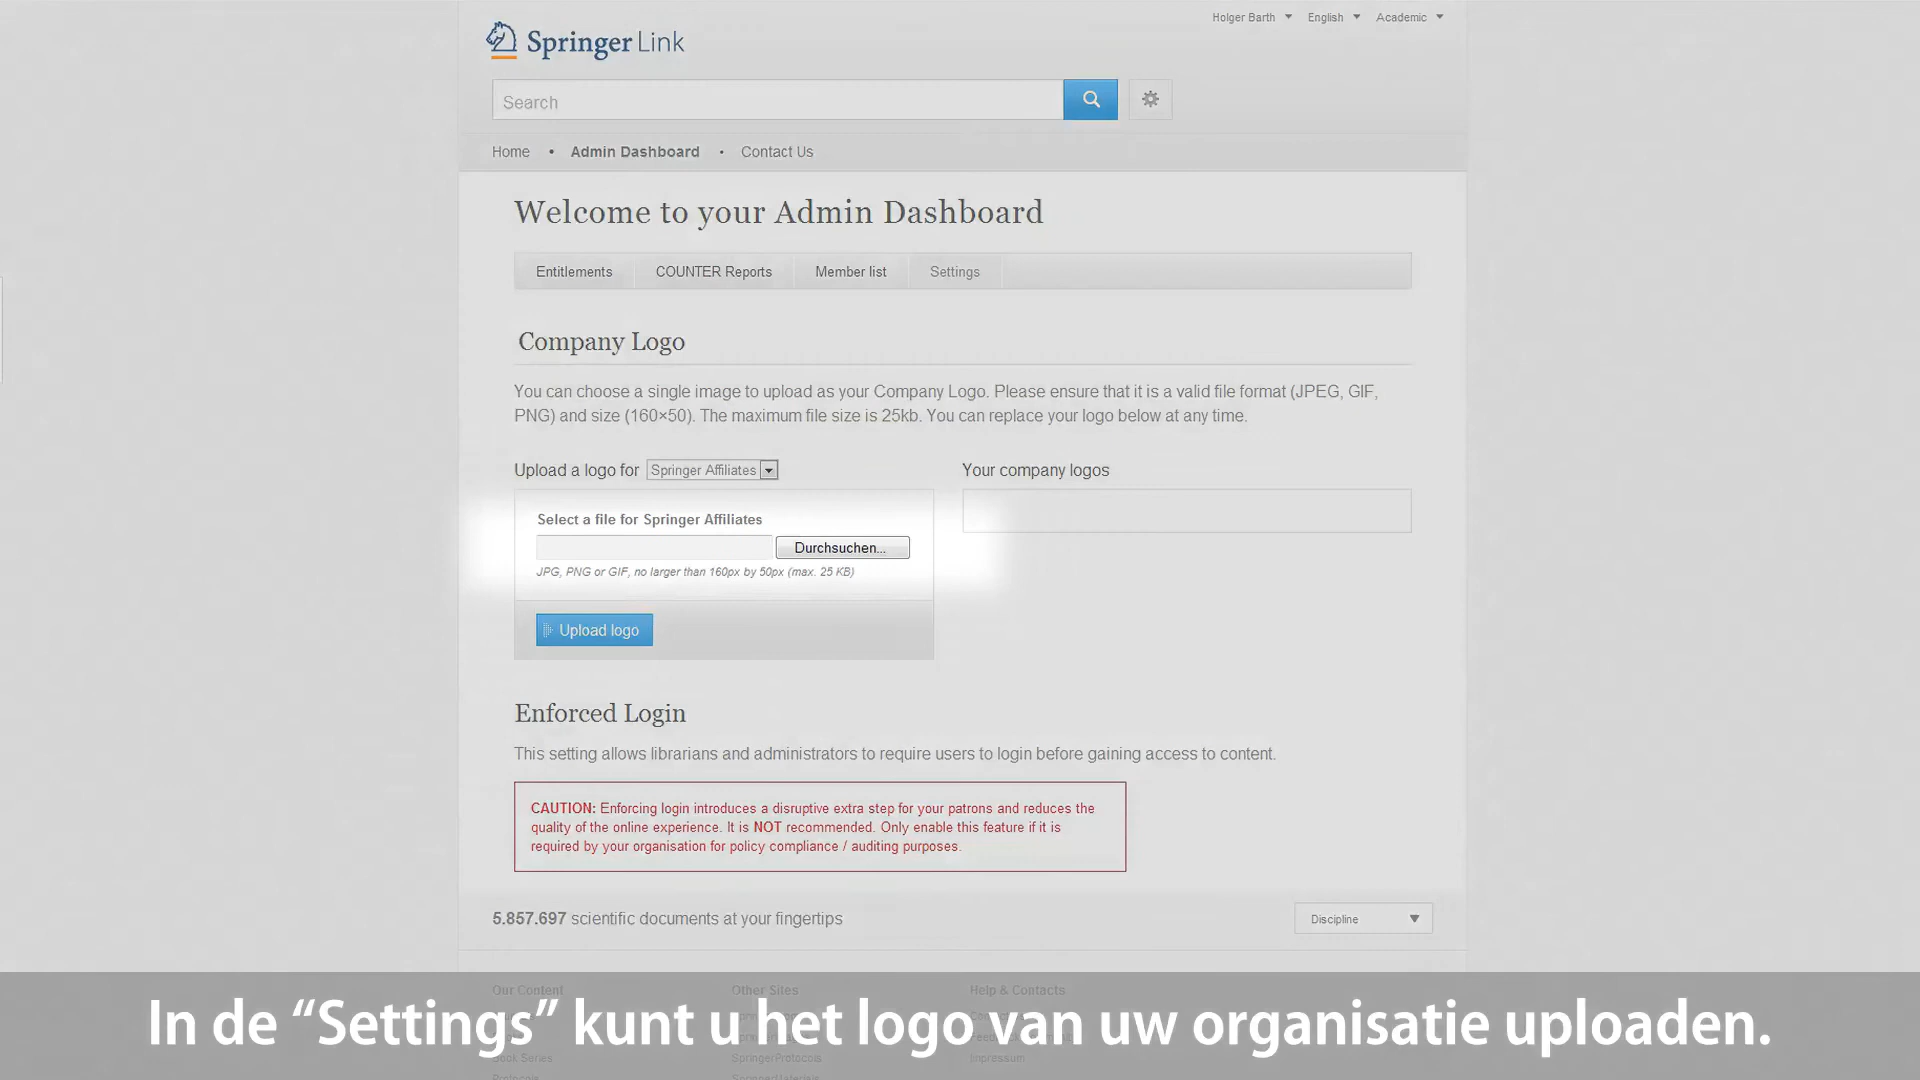 Holger Barth English Academic
Springer Link
Search
Home • Admin Dashboard • Contact Us
Welcome to your Admin Dashboard
Entitlements COUNTER Reports Member list Settings
Company Logo
You can choose a single image to upload as your Company Logo. Please ensure that it is a valid file format (JPEG, GIF,
PNG) and size (160×50). The maximum file size is 25kb. You can replace your logo below at any time.
Upload a logo for Springer Affiliates
Your company logos
Select a file for Springer Affiliates
Durchsuchen...
JPG, PNG or GIF, no larger than 160px by 50px (max. 25 KB)
Upload logo
Enforced Login
This setting allows librarians and administrators to require users to login before gaining access to content.
CAUTION: Enforcing login introduces a disruptive extra step for your patrons and reduces the
quality of the online experience. It is NOT recommended. Only enable this feature if it is
required by your organisation for policy compliance / auditing purposes.
5.857.697 scientific documents at your fingertips
Discipline
Our Content Other Sites Help & Contacts
In de “Settings” kunt u het logo van uw organisatie uploaden.
Book Series SpringerProtocols Impressum